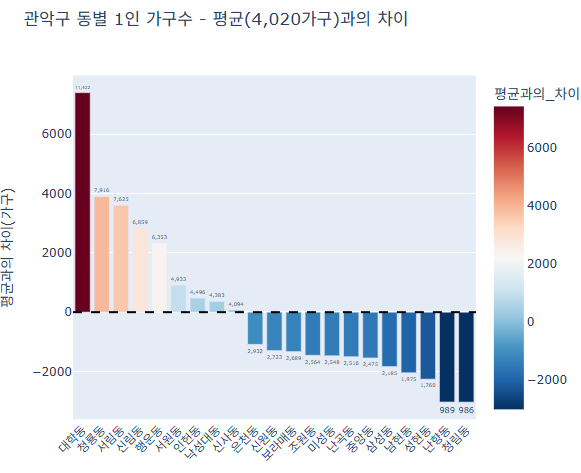 관악구 동별 1인 가구수 - 평균(4,020가구)과의 차이
평균과의_차이
평균과의 차이(가구)
6000
4000
2000
0
−2000
11,422
7,916
7,625
6,859
6,353
4,933
4,496
4,383
4,094
2,932
2,723
2,689
2,564
2,548
2,516
2,475
2,185
1,975
1,768
989
986
6000
4000
2000
0
−2000
대학동
청룡동
서림동
신림동
행운동
서원동
인헌동
낙성대동
신사동
은천동
신원동
보라매동
조원동
미성동
난곡동
중앙동
삼성동
남현동
성현동
난향동
청림동